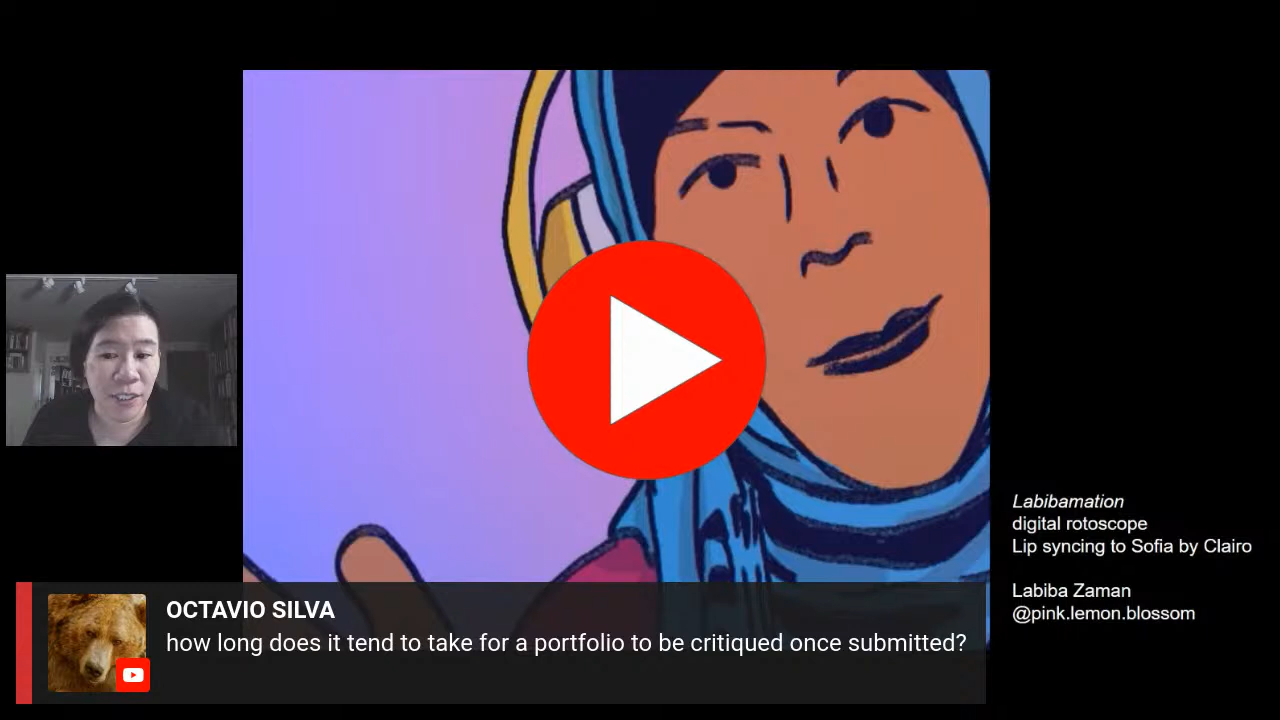 Labibamation
digital rotoscope
Lip syncing to Sofia by Clairo
Labiba Zaman
@pink.lemon.blossom
OCTAVIO SILVA
how long does it tend to take for a portfolio to be critiqued once submitted?